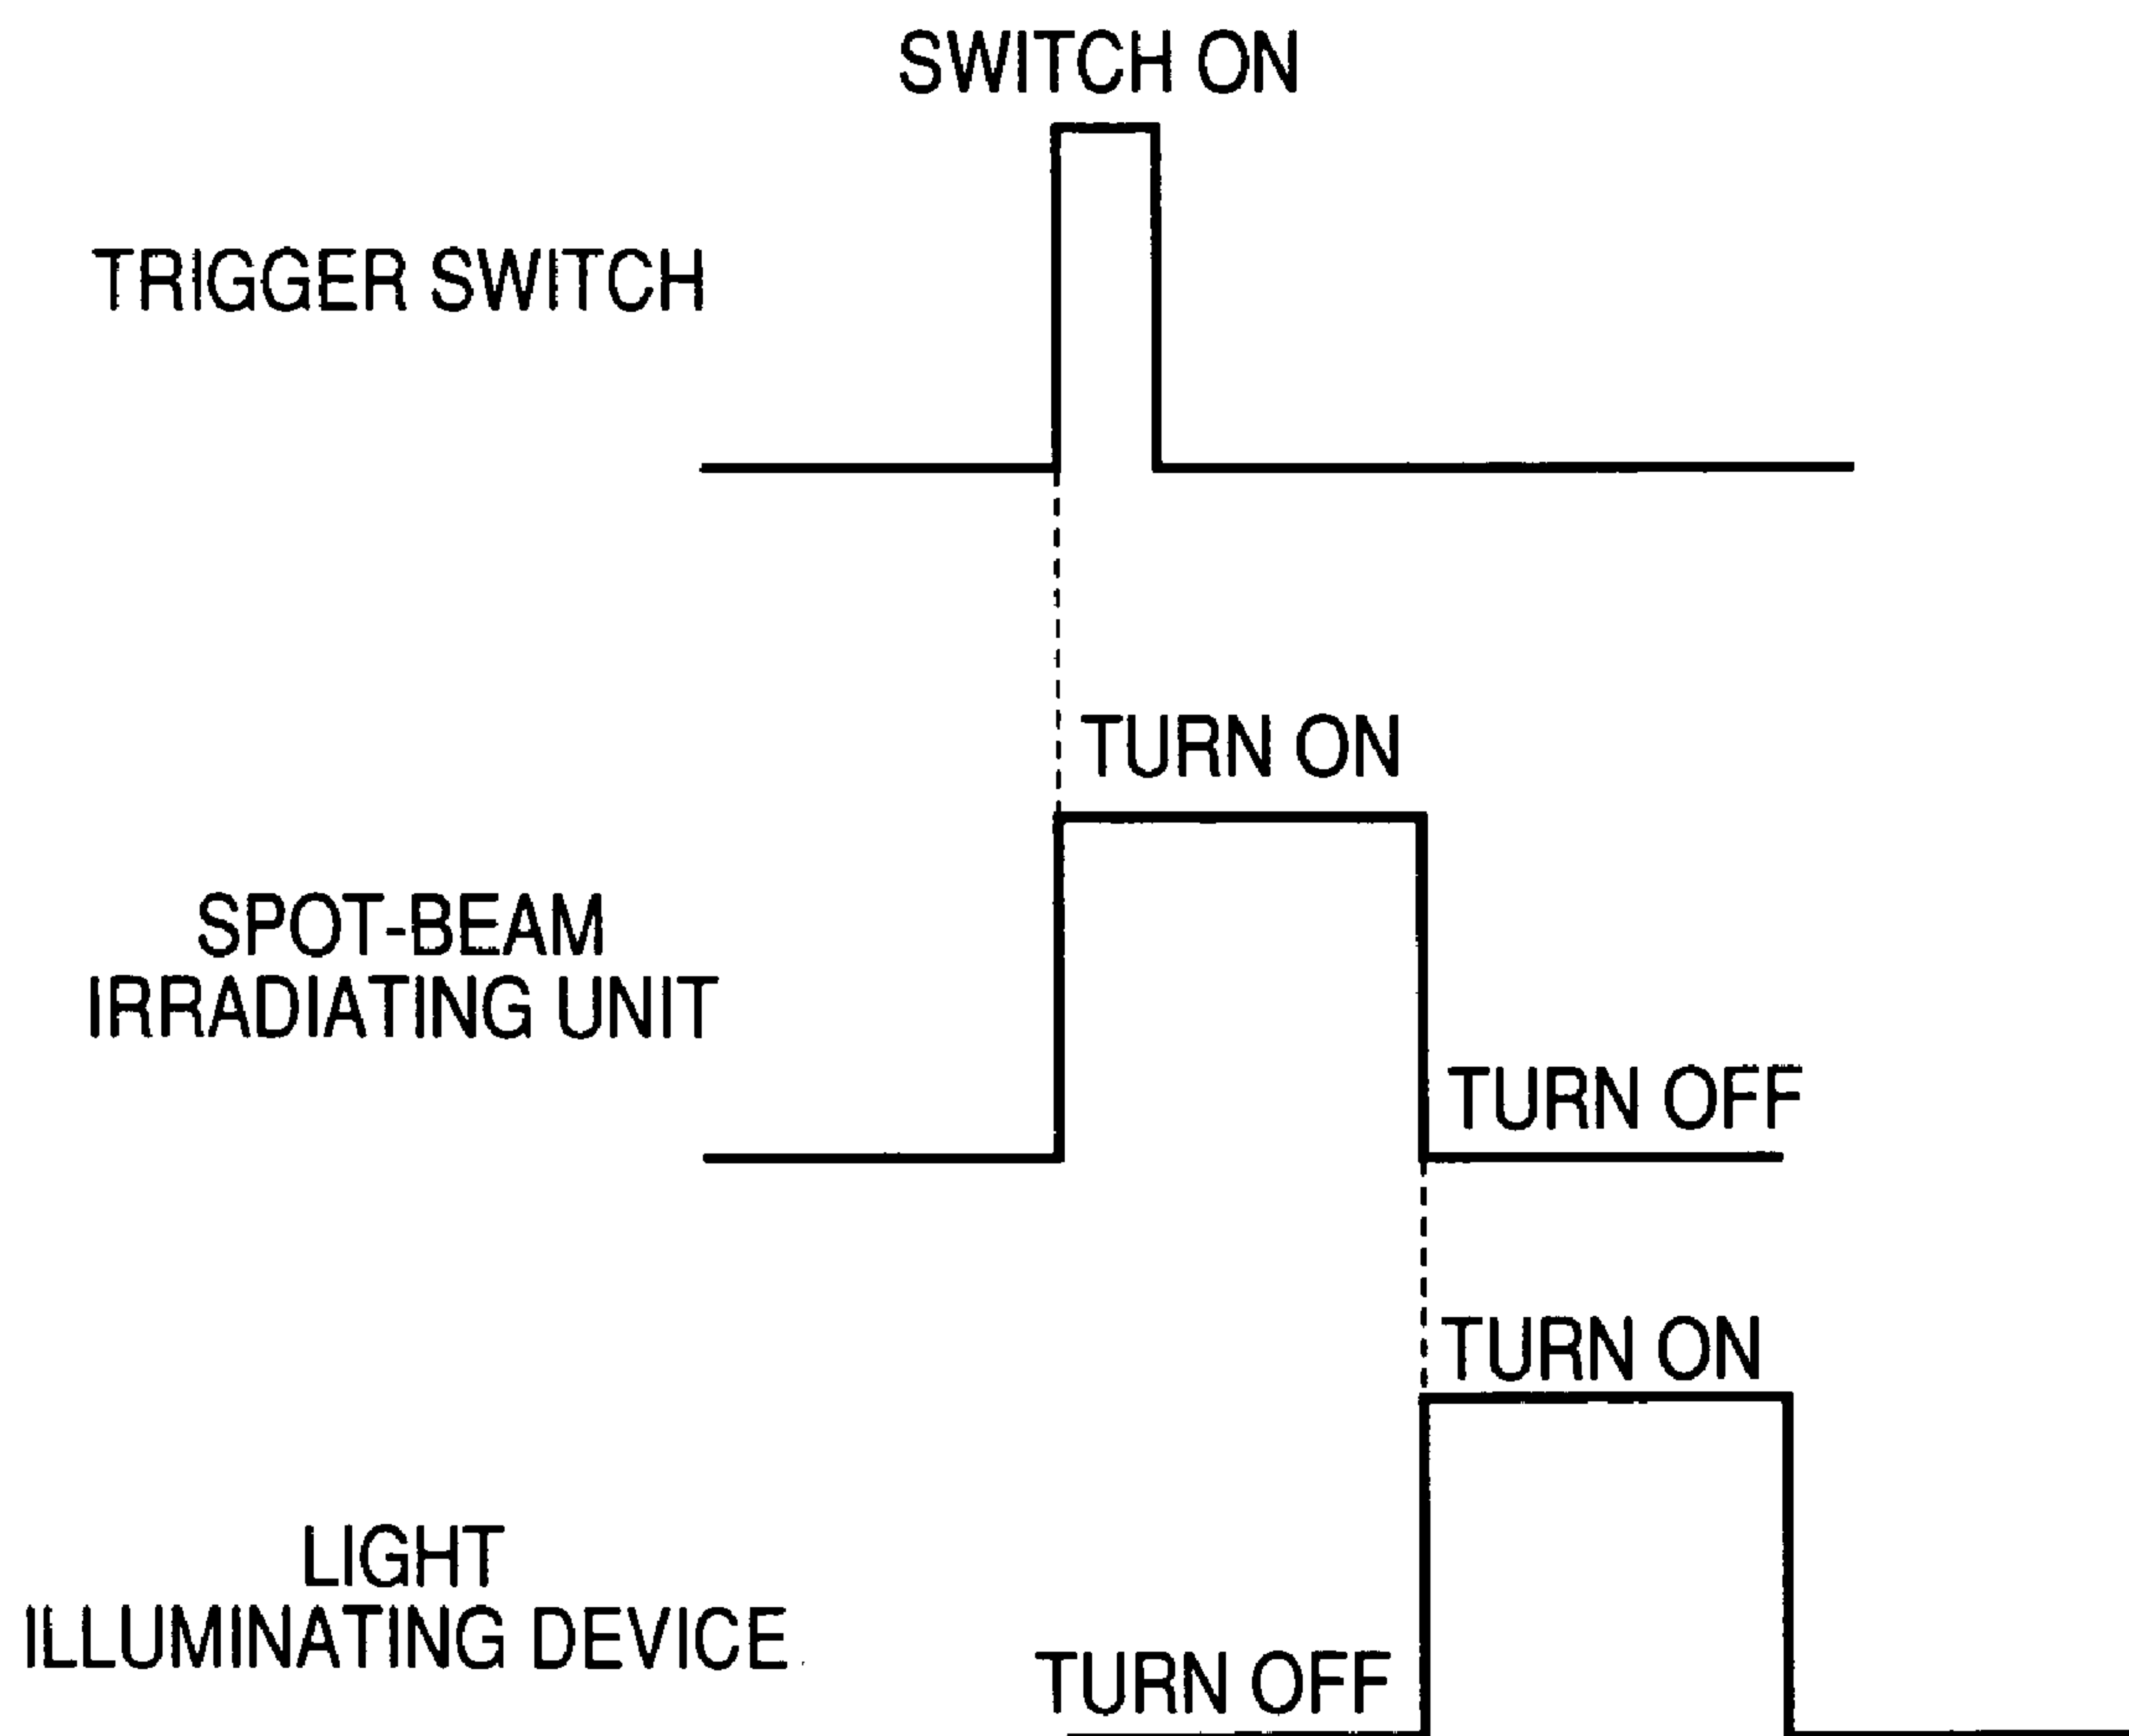 SWITCH ON
TRIGGER SWITCH
TURN ON
SPOT-BEAM
IRRADIATING UNIT
TURN OFF
TURN ON
LIGHT
ILLUMINATING DEVICE
TURN OFF